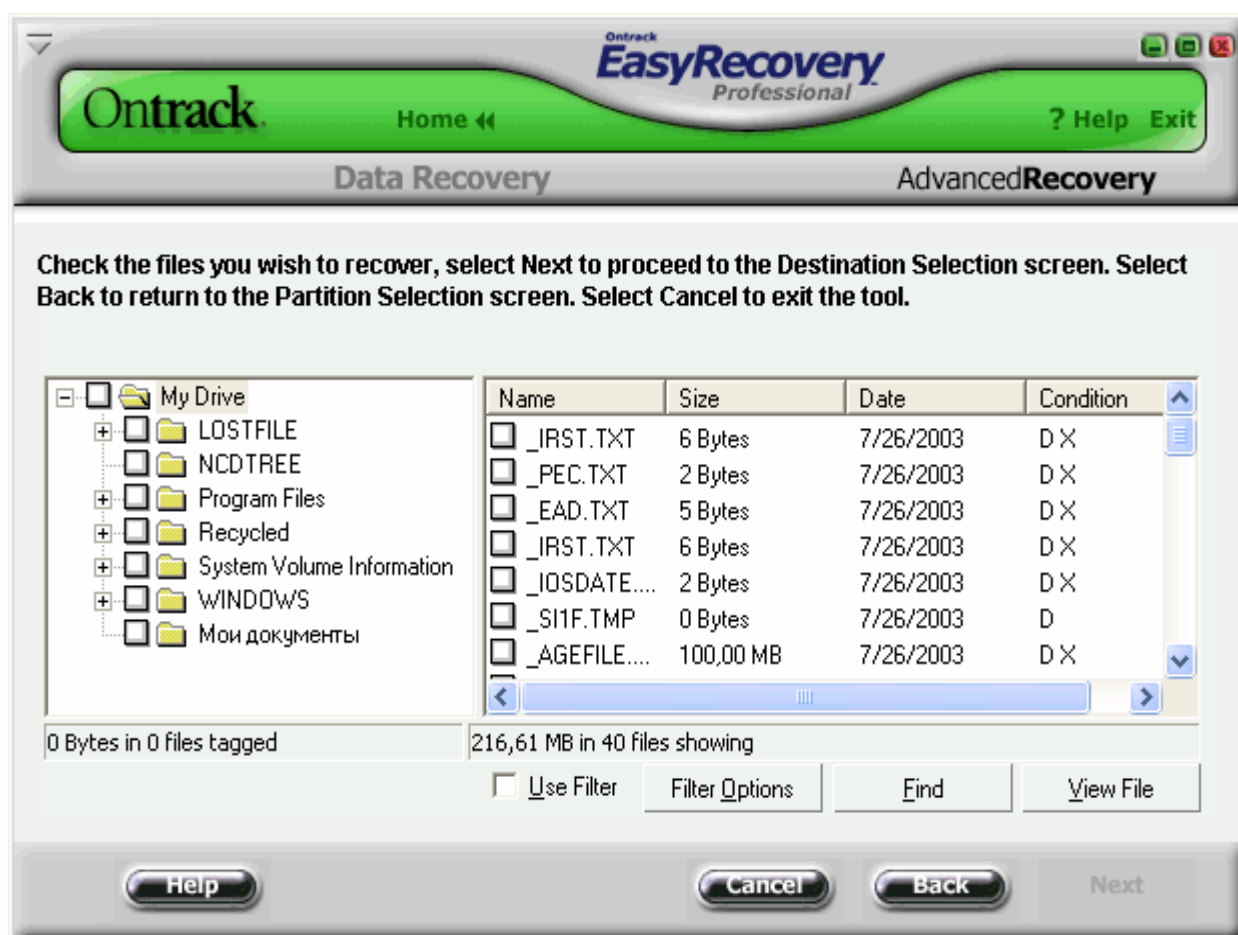 Ontrack
EasyRecovery
Professional
Ontrack
Home
? Help Exit
Data Recovery
AdvancedRecovery
Check the files you wish to recover, select Next to proceed to the Destination Selection screen. Select
Back to return to the Partition Selection screen. Select Cancel to exit the tool.
My Drive
LOSTFILE
NCDTREE
Program Files
Recycled
System Volume Information
WINDOWS
Мои документы
Name Size Date Condition
_IRST.TXT 6 Bytes 7/26/2003 D X
_PEC.TXT 2 Bytes 7/26/2003 D X
_EAD.TXT 5 Bytes 7/26/2003 D X
_IRST.TXT 6 Bytes 7/26/2003 D X
_IOSDATE.... 2 Bytes 7/26/2003 D X
_SI1F.TMP 0 Bytes 7/26/2003 D
_AGEFILE.... 100,00 MB 7/26/2003 D X
0 Bytes in 0 files tagged
216,61 MB in 40 files showing
Use Filter
Filter Options
Find
View File
Help
Cancel
Back
Next